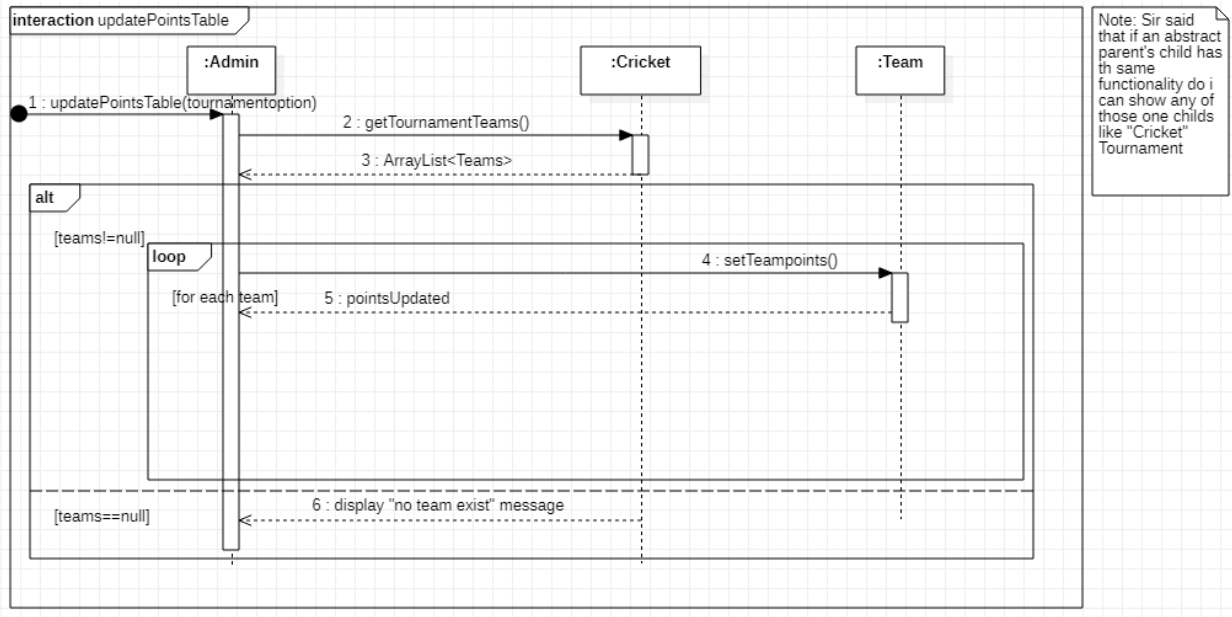 interaction updatePointsTable
:Admin
:Cricket
:Team
1 : updatePointsTable(tournamentoption)
2 : getTournamentTeams()
3 : ArrayList<Teams>
alt
[teams!=null]
loop
4 : setTeampoints()
[for each team]
5 : pointsUpdated
6 : display "no team exist" message
[teams==null]
Note: Sir said
that if an abstract
parent's child has
th same
functionality do i
can show any of
those one childs
like "Cricket"
Tournament